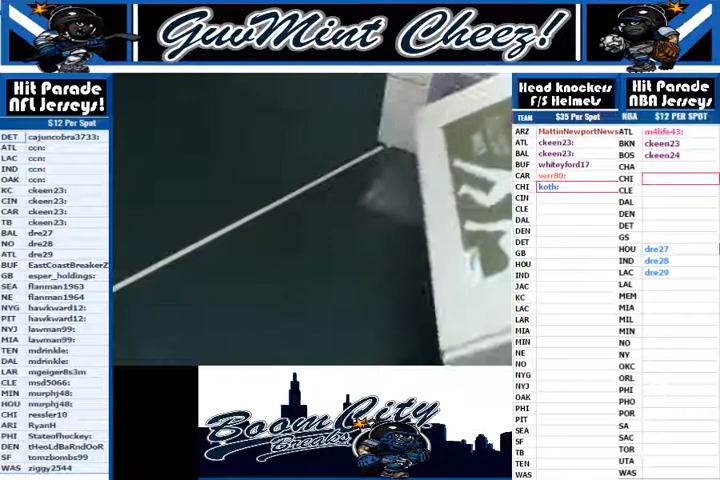 GuvMint Cheez!
Hit Parade
NFL Jerseys!
$12 Per Spot
DET cajuncobra3733:
ATL ccn:
LAC ccn:
IND ccn:
OAK ccn:
KC ckeen23:
CIN ckeen23:
CAR ckeen23:
TB ckeen23:
BAL dre27
NO dre28
ATL dre29
BUF EastCoastBreakerZ
GB esper_holdings:
SEA flanman1963
NE flanman1964
NYG hawkward12:
PIT hawkward12:
NYJ lawman99:
MIA lawman99:
TEN mdrinkle:
DAL mdrinkle:
LAR mgeiger8s3m
CLE msd5066:
MIN murphj48:
HOU murphj48:
CHI ressler10
ARI RyanH
PHI Stateofhockey:
DEN tHeoLdBaRndOoR
SF tomzbombs99
WAS ziggy2544
Boom City
Breaks
Head knockers
F/S Helmets
TEAM $35 Per Spot
ARZ MattinNewportNews
ATL ckeen23:
BAL ckeen23:
BUF whiteyford17
CAR verr80:
CHI koth:
CIN
CLE
DAL
DEN
DET
GB
HOU
IND
JAC
KC
LAC
LAR
MIA
MIN
NE
NO
NYG
NYJ
OAK
PHI
PIT
SEA
SF
TB
TEN
WAS
Hit Parade
NBA Jerseys
NBA $12 PER SPOT
ATL m4life43:
BKN ckeen23
BOS ckeen24
CHA
CHI
CLE
DAL
DEN
DET
GS
HOU dre27
IND dre28
LAC dre29
LAL
MEM
MIA
MIL
MIN
NO
NY
OKC
ORL
PHI
PHO
POR
SA
SAC
TOR
UTA
WAS